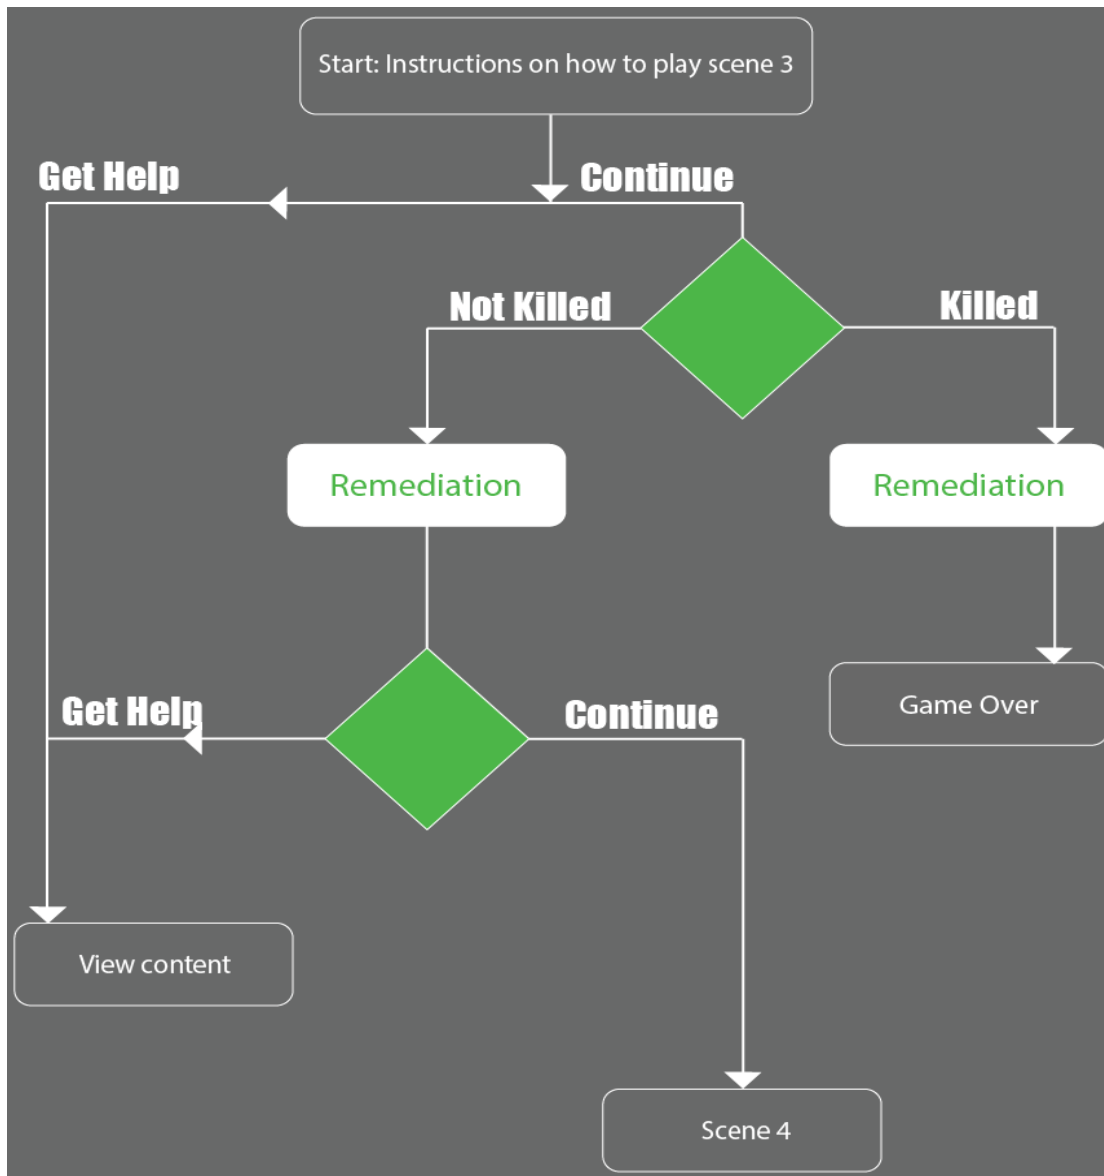 Start: Instructions on how to play scene 3
Get Help
Continue
Not Killed
Killed
Remediation
Remediation
Get Help
Continue
Game Over
View content
Scene 4